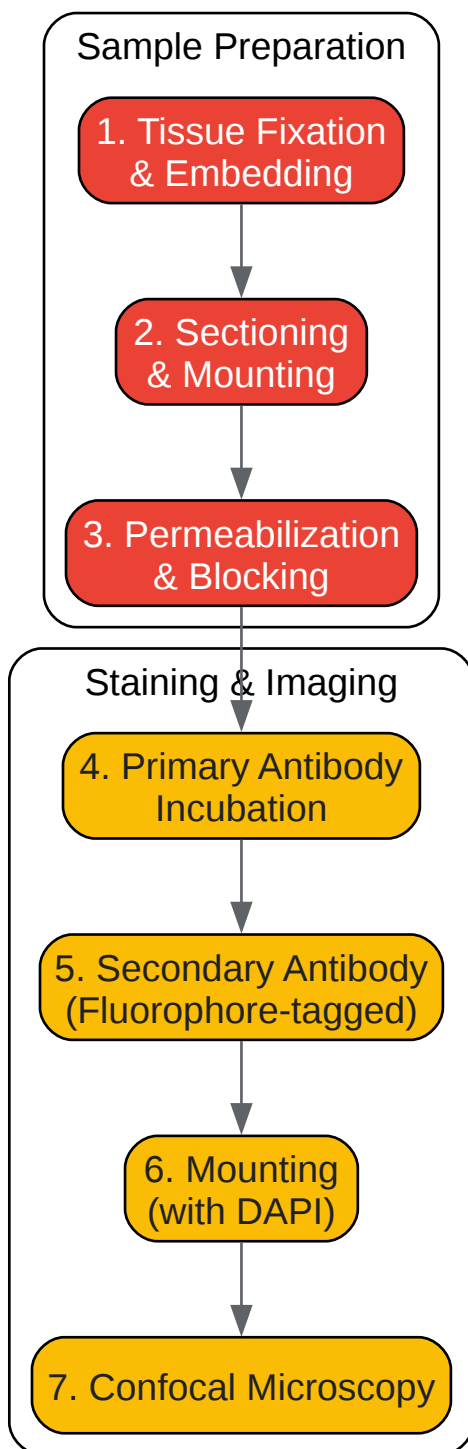 Sample Preparation
1. Tissue Fixation
& Embedding
2. Sectioning
& Mounting
3. Permeabilization
& Blocking
Staining & Imaging
4. Primary Antibody
Incubation
5. Secondary Antibody
(Fluorophore-tagged)
6. Mounting
(with DAPI)
7. Confocal Microscopy